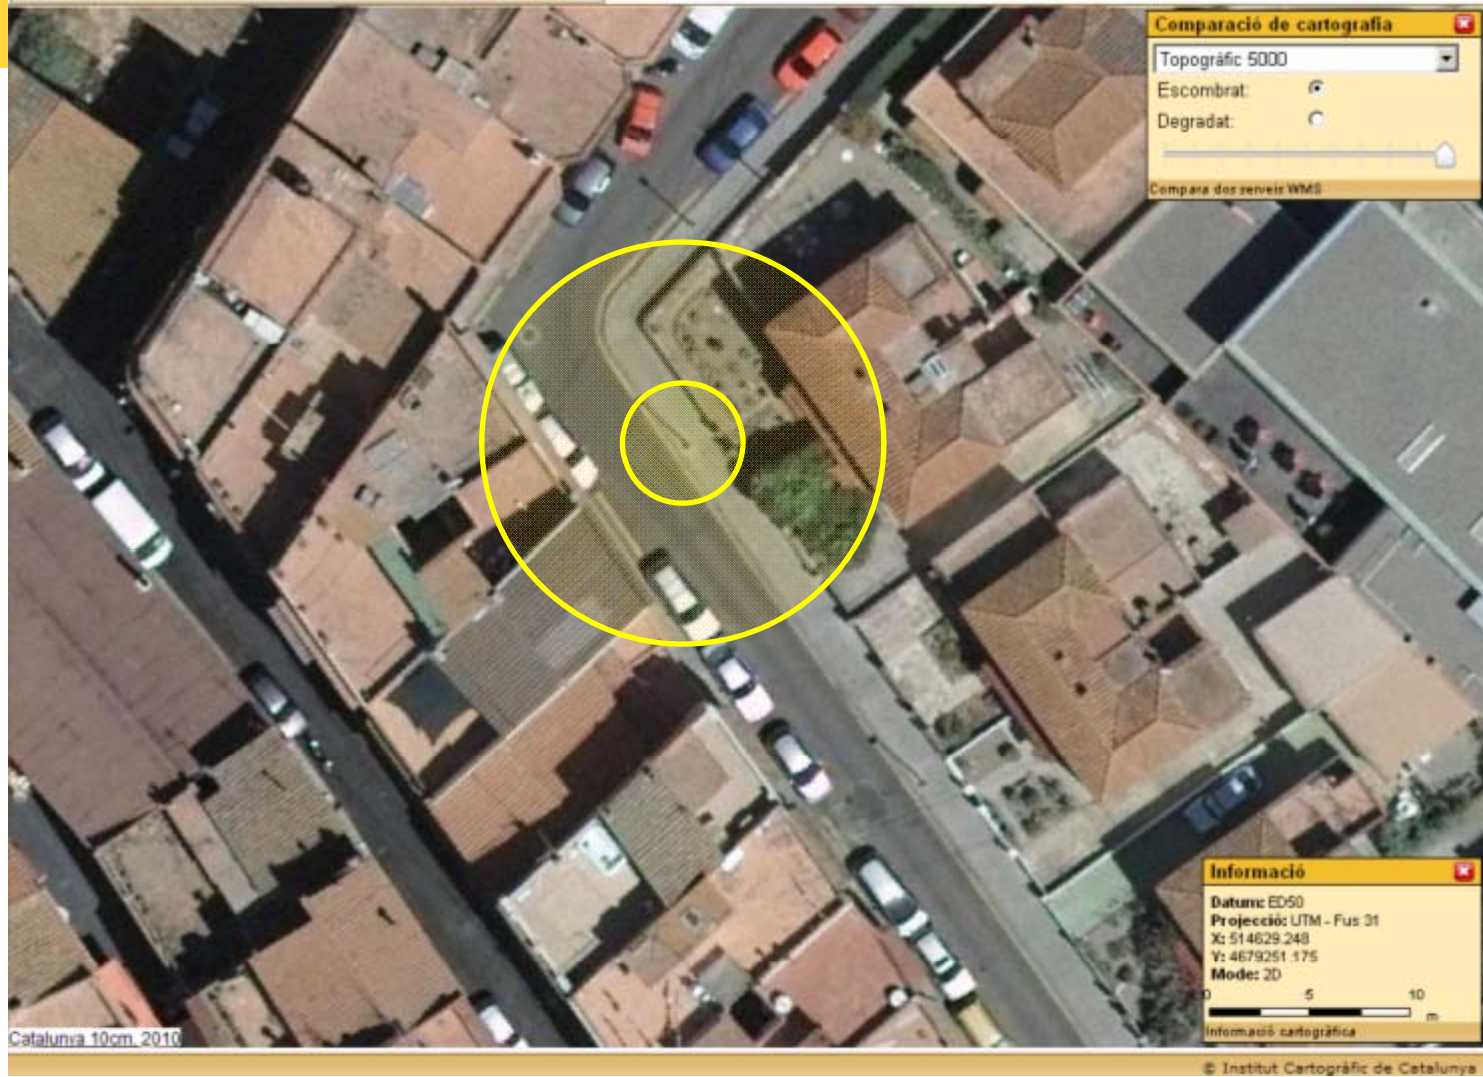 Comparació de cartografia
Topogràfic 5000
Escombrat:
Degradat:
Compara dos serveis WMS
Informació
Datum: ED50
Projecció: UTM - Fus 31
X: 514629.248
Y: 4679251.175
Mode: 2D
0 5 10
m
Informació cartogràfica
Catalunya 10cm, 2010
© Institut Cartogràfic de Catalunya